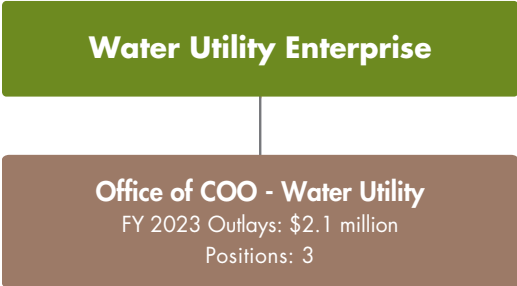 Water Utility Enterprise
Office of COO - Water Utility
FY 2023 Outlays: $2.1 million
Positions: 3